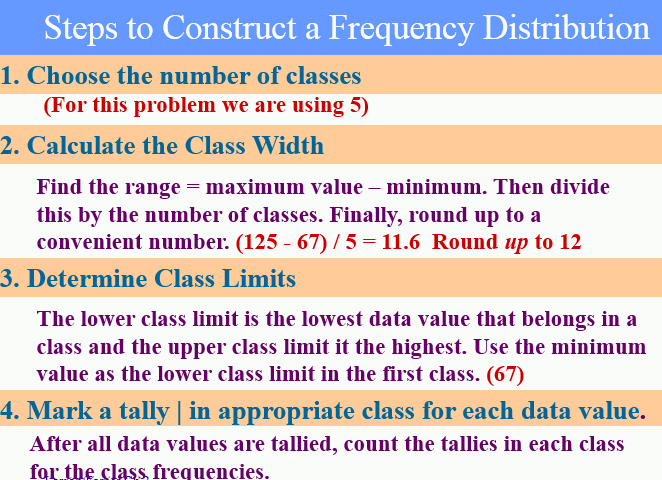 Steps to Construct a Frequency Distribution
1. Choose the number of classes
(For this problem we are using 5)
2. Calculate the Class Width
Find the range = maximum value – minimum. Then divide
this by the number of classes. Finally, round up to a
convenient number. (125 - 67) / 5 = 11.6 Round up to 12
3. Determine Class Limits
The lower class limit is the lowest data value that belongs in a
class and the upper class limit it the highest. Use the minimum
value as the lower class limit in the first class. (67)
4. Mark a tally | in appropriate class for each data value.
After all data values are tallied, count the tallies in each class
for the class frequencies.